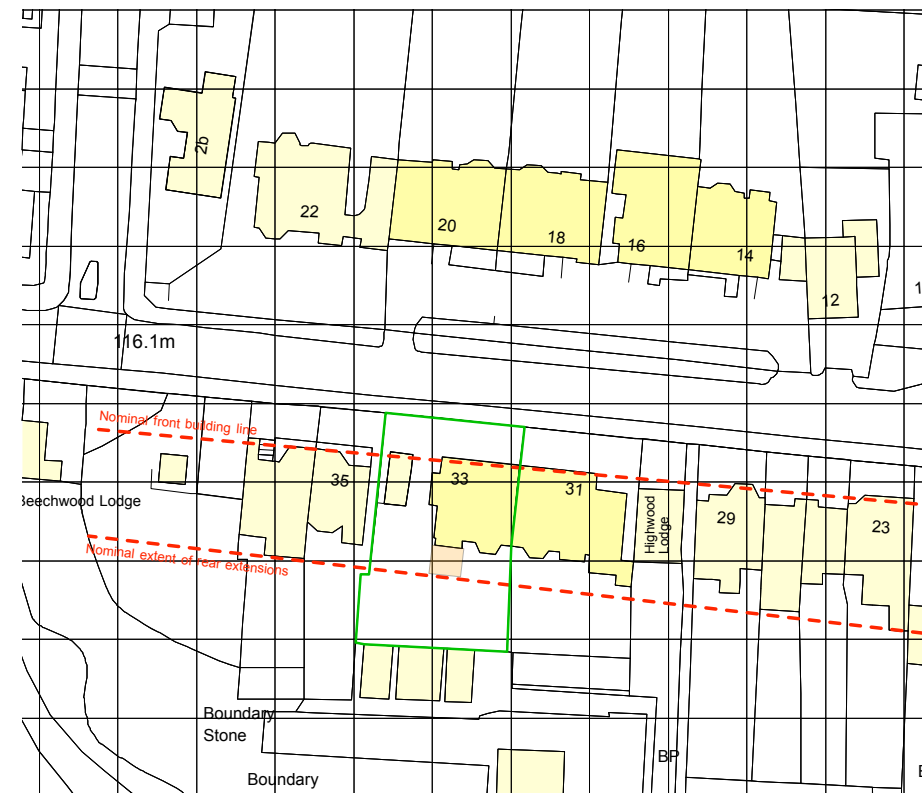 2b
22
20
18
16
14
12
1
116.1m
Nominal front building line
35
33
31
Highwood
Lodge
29
23
Beechwood Lodge
Nominal extent of rear extensions
Boundary
Stone
BP
Boundary